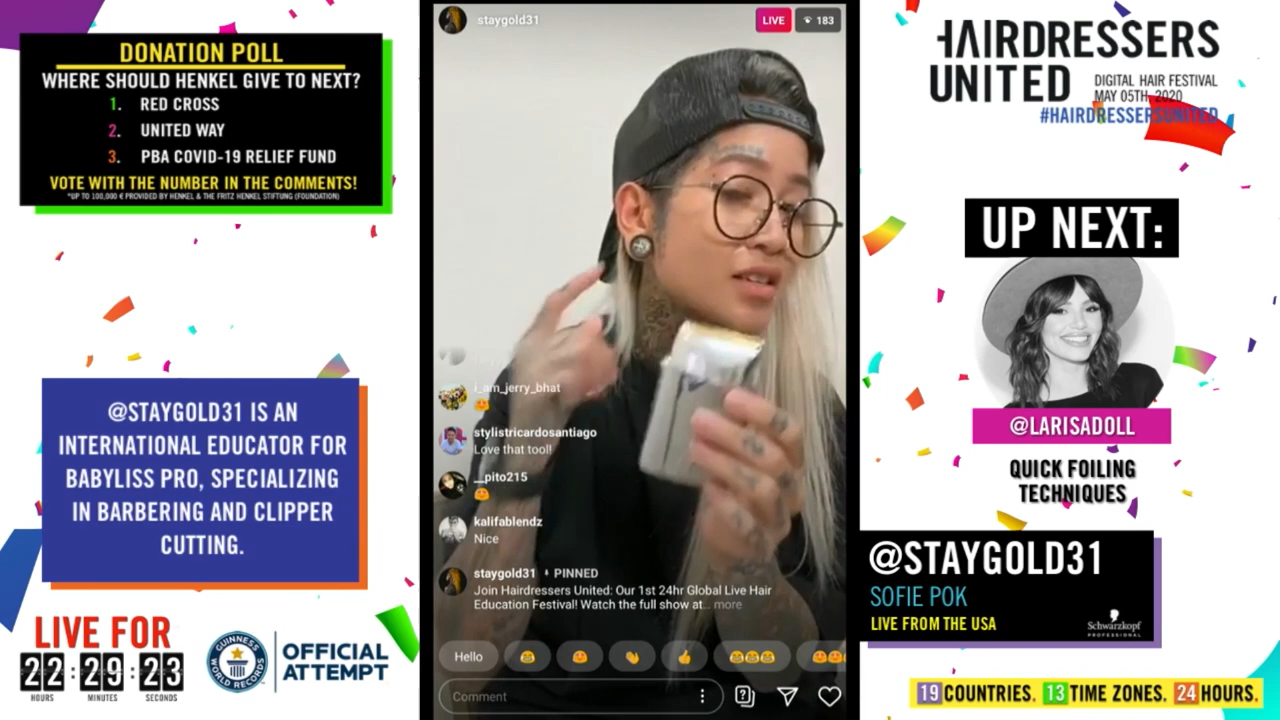 DONATION POLL
WHERE SHOULD HENKEL GIVE TO NEXT?
1. RED CROSS
2. UNITED WAY
3. PBA COVID-19 RELIEF FUND
VOTE WITH THE NUMBER IN THE COMMENTS!
*UP TO 100,000 € PROVIDED BY HENKEL & THE FRITZ HENKEL STIFTUNG (FOUNDATION)
@STAYGOLD31 IS AN
INTERNATIONAL EDUCATOR FOR
BABYLISS PRO, SPECIALIZING
IN BARBERING AND CLIPPER
CUTTING.
LIVE FOR
22:29:23
HOURS MINUTES SECONDS
GUINNESS WORLD RECORDS
OFFICIAL
ATTEMPT
staygold31
LIVE 183
i_am_jerry_bhat
🥰
stylistricardosantiago
Love that tool!
__pito215
🥰
kalifablendz
Nice
staygold31 PINNED
Join Hairdressers United: Our 1st 24hr Global Live Hair
Education Festival! Watch the full show at… more
Hello 😂 🥰 👏 👍 😂😂😂 🥰🥰
Comment
HAIRDRESSERS
UNITED
DIGITAL HAIR FESTIVAL
MAY 05TH, 2020
#HAIRDRESSERSUNITED
UP NEXT:
@LARISADOLL
QUICK FOILING
TECHNIQUES
@STAYGOLD31
SOFIE POK
LIVE FROM THE USA
Schwarzkopf
PROFESSIONAL
19 COUNTRIES. 13 TIME ZONES. 24 HOURS.